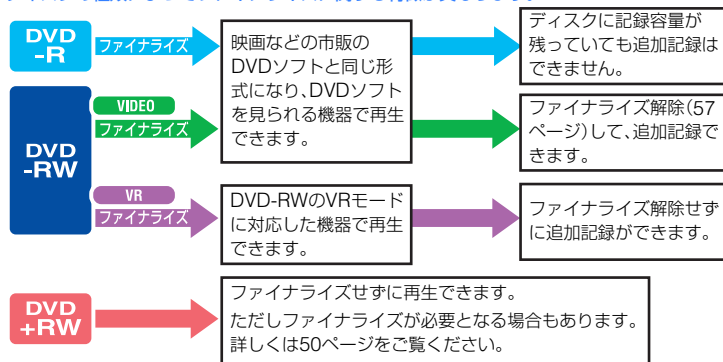 DVD
-R
ファイナライズ
映画などの市販の
DVDソフトと同じ形
式になり、DVDソフト
を見られる機器で再生
できます。
ディスクに記録容量が
残っていても追加記録は
できません。
DVD
-RW
VIDEO
ファイナライズ
ファイナライズ解除(57
ページ)して、追加記録で
きます。
VR
ファイナライズ
DVD-RWのVRモード
に対応した機器で再生
できます。
ファイナライズ解除せず
に追加記録ができます。
DVD
+RW
ファイナライズせずに再生できます。
ただしファイナライズが必要となる場合もあります。
詳しくは50ページをご覧ください。